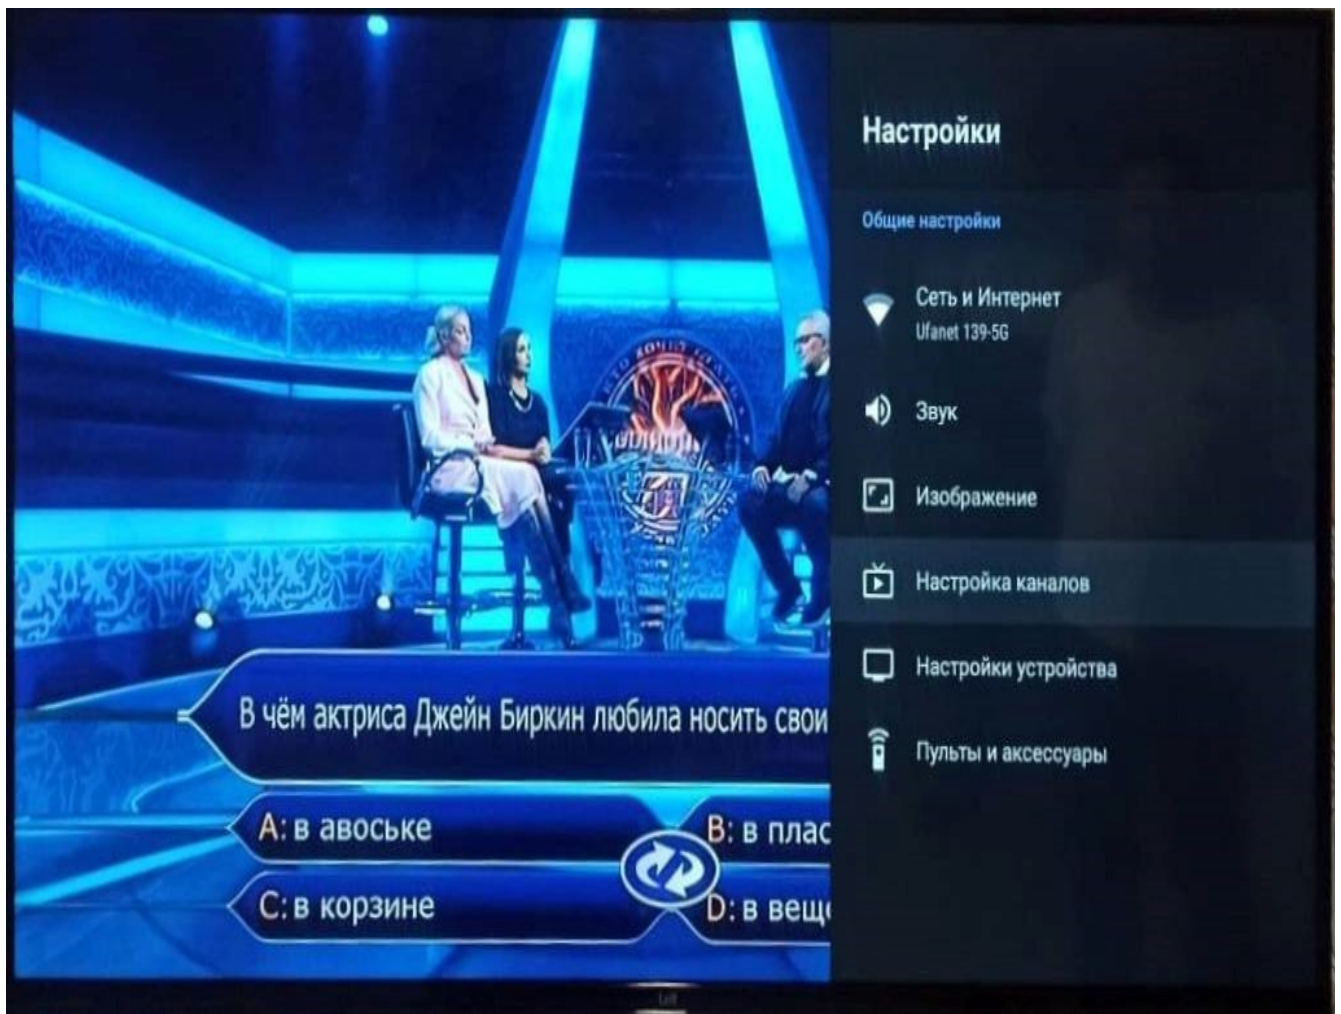 Настройки
Общие настройки
Сеть и Интернет
Ufanet 139-5G
Звук
Изображение
Настройка каналов
Настройки устройства
Пульты и аксессуары
В чём актриса Джейн Биркин любила носить свои
A: в авоське
B: в плас
C: в корзине
D: в вещ